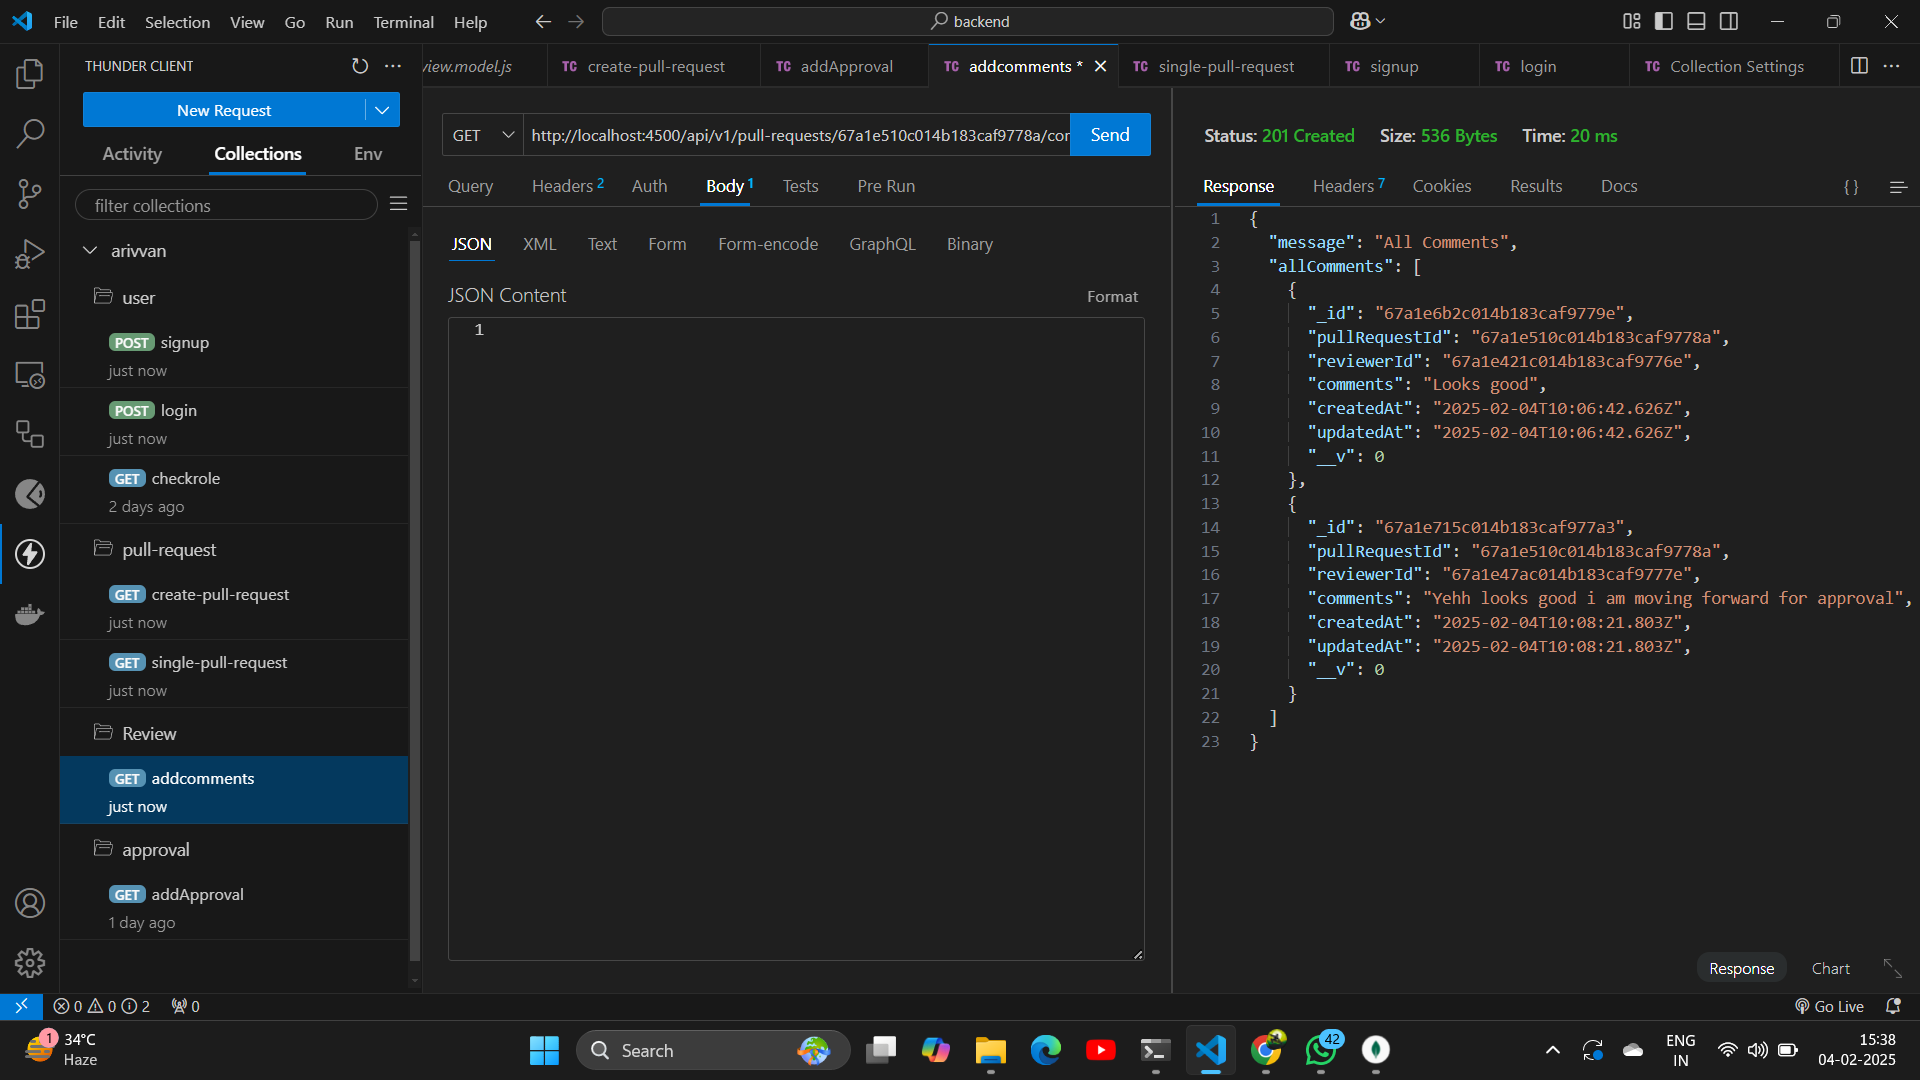 File Edit Selection View Go Run Terminal Help
backend
THUNDER CLIENT
New Request
Activity Collections Env
filter collections
arivvan
user
POST signup
just now
POST login
just now
GET checkrole
2 days ago
pull-request
GET create-pull-request
just now
GET single-pull-request
just now
Review
GET addcomments
just now
approval
GET addApproval
1 day ago
view.model.js TC create-pull-request TC addApproval TC addcomments * TC single-pull-request TC signup TC login TC Collection Settings
GET http://localhost:4500/api/v1/pull-requests/67a1e510c014b183caf9778a/cor Send
Query Headers 2 Auth Body 1 Tests Pre Run
JSON XML Text Form Form-encode GraphQL Binary
JSON Content Format
1
Status: 201 Created Size: 536 Bytes Time: 20 ms
Response Headers 7 Cookies Results Docs { }
1 {
2 "message": "All Comments",
3 "allComments": [
4 {
5 "_id": "67a1e6b2c014b183caf9779e",
6 "pullRequestId": "67a1e510c014b183caf9778a",
7 "reviewerId": "67a1e421c014b183caf9776e",
8 "comments": "Looks good",
9 "createdAt": "2025-02-04T10:06:42.626Z",
10 "updatedAt": "2025-02-04T10:06:42.626Z",
11 "__v": 0
12 },
13 {
14 "_id": "67a1e715c014b183caf977a3",
15 "pullRequestId": "67a1e510c014b183caf9778a",
16 "reviewerId": "67a1e47ac014b183caf9777e",
17 "comments": "Yehh looks good i am moving forward for approval",
18 "createdAt": "2025-02-04T10:08:21.803Z",
19 "updatedAt": "2025-02-04T10:08:21.803Z",
20 "__v": 0
21 }
22 ]
23 }
Response Chart
0 0 2 0 Go Live
1 34°C
Haze
Search
42
ENG
IN
15:38
04-02-2025